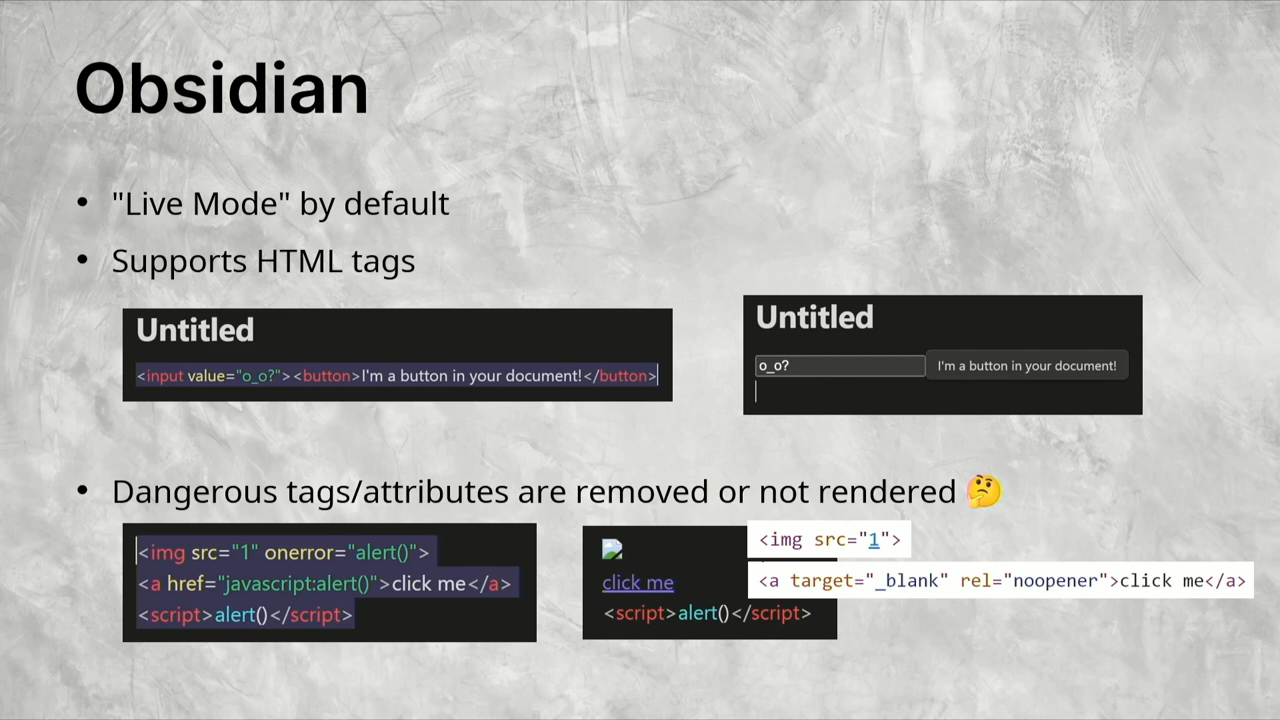 Obsidian
• "Live Mode" by default
• Supports HTML tags
Untitled
<input value="o_o?"><button>I'm a button in your document!</button>
Untitled
o_o? I'm a button in your document!
• Dangerous tags/attributes are removed or not rendered 🤔
<img src="1" onerror="alert()">
<a href="javascript:alert()">click me</a>
<script>alert()</script>
click me
<script>alert()</script>
<img src="1">
<a target="_blank" rel="noopener">click me</a>